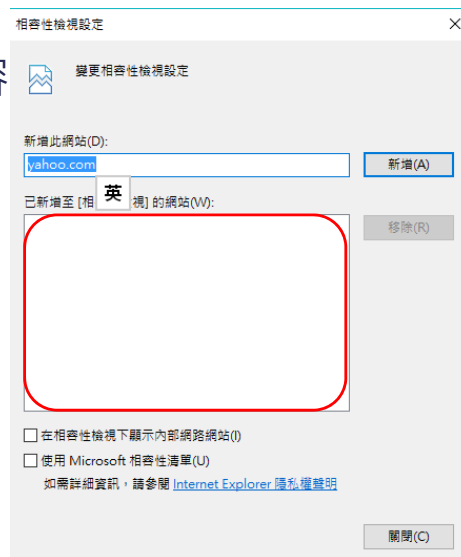 相容性檢視設定
容
變更相容性檢視設定
新增此網站(D):
yahoo.com
新增(A)
英
已新增至 [相 視] 的網站(W):
移除(R)
在相容性檢視下顯示內部網路網站(I)
使用 Microsoft 相容性清單(U)
如需詳細資訊，請參閱 Internet Explorer 隱私權聲明
關閉(C)